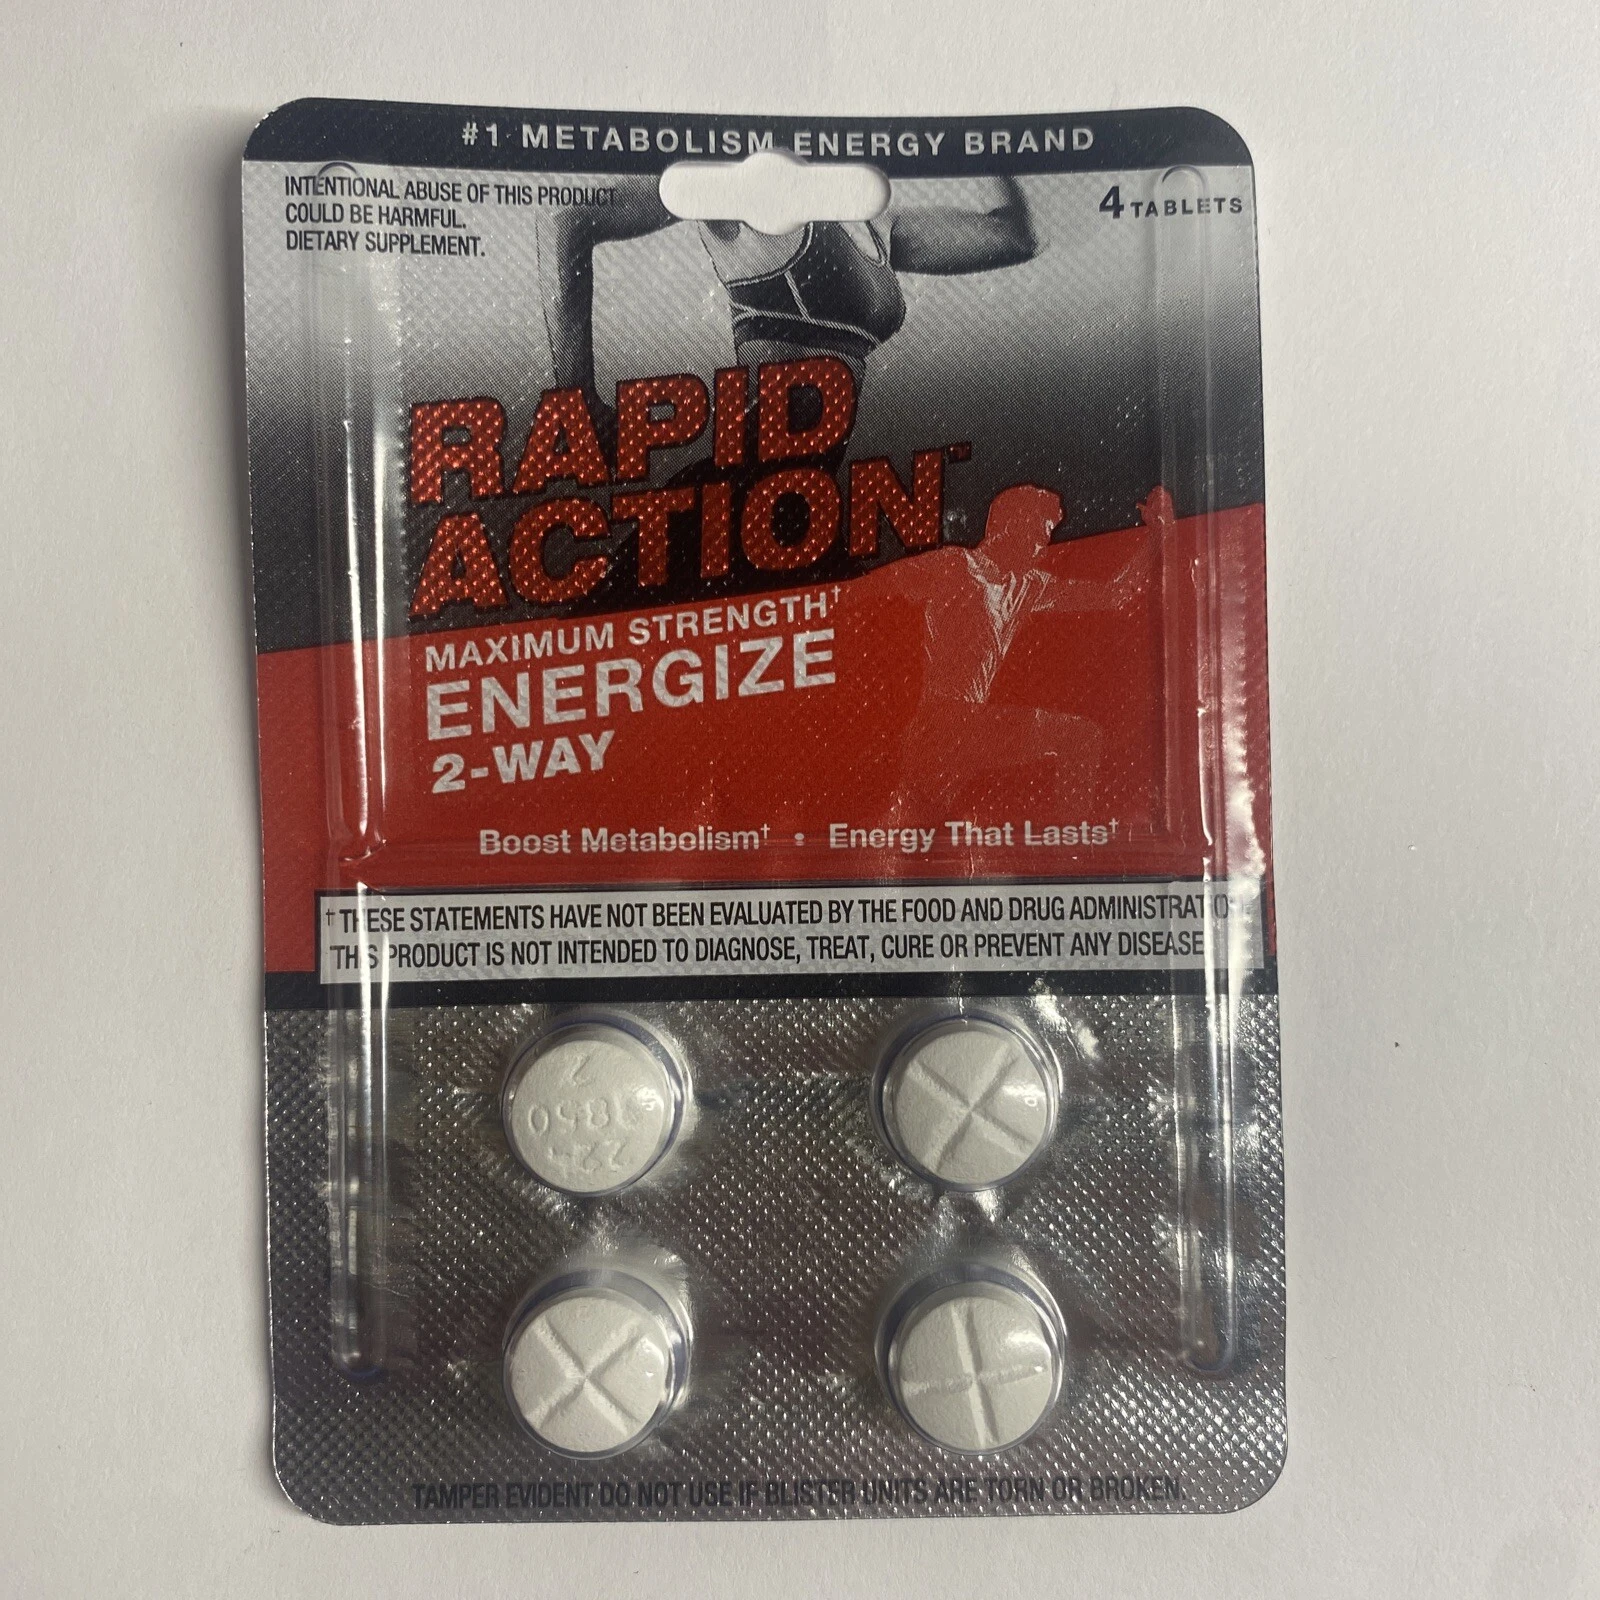 #1 METABOLISM ENERGY BRAND
INTENTIONAL ABUSE OF THIS PRODUCT
COULD BE HARMFUL.
DIETARY SUPPLEMENT.
4 TABLETS
RAPID
ACTION™
MAXIMUM STRENGTH†
ENERGIZE
2-WAY
Boost Metabolism† • Energy That Lasts†
† THESE STATEMENTS HAVE NOT BEEN EVALUATED BY THE FOOD AND DRUG ADMINISTRATION
THIS PRODUCT IS NOT INTENDED TO DIAGNOSE, TREAT, CURE OR PREVENT ANY DISEASE
TAMPER EVIDENT DO NOT USE IF BLISTER UNITS ARE TORN OR BROKEN.